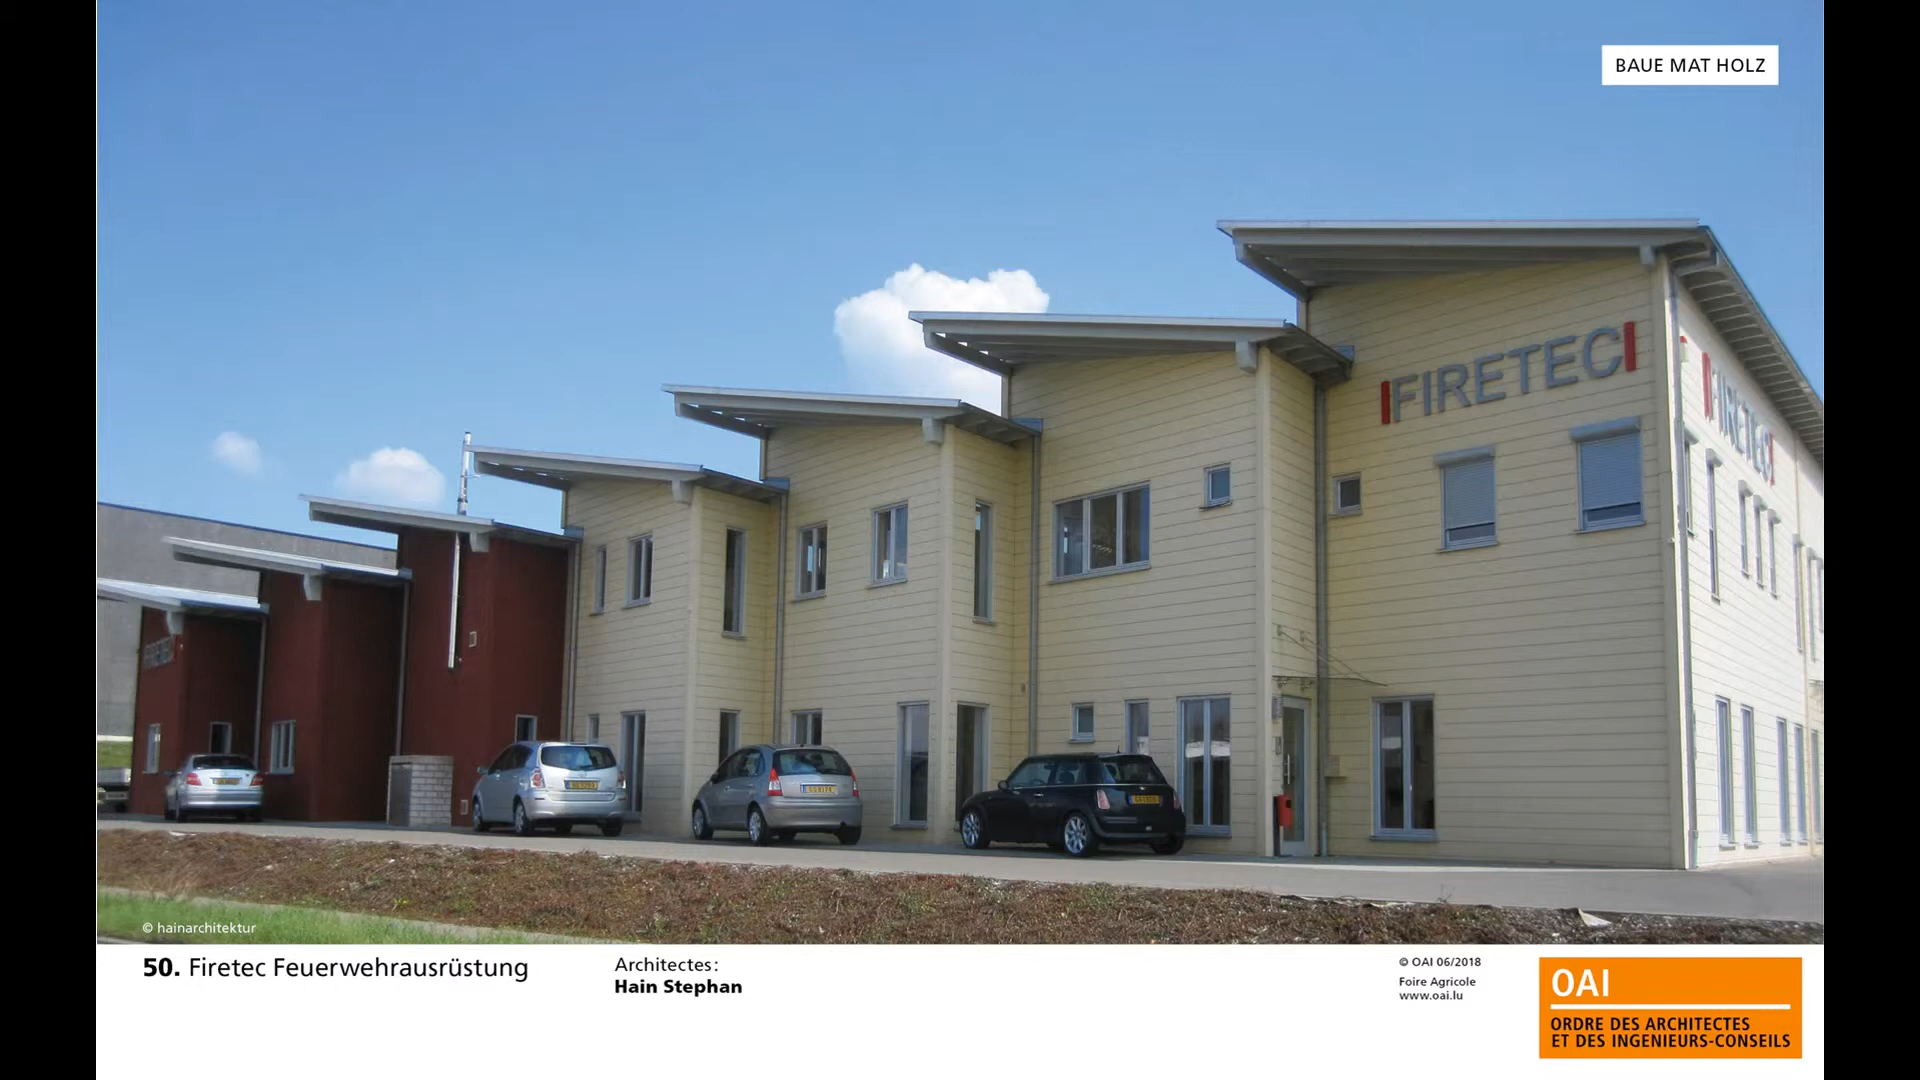 BAUE MAT HOLZ
FIRETEC
FIRETEC
© hainarchitektur
50. Firetec Feuerwehrausrüstung
Architectes:
Hain Stephan
© OAI 06/2018
Foire Agricole
www.oai.lu
OAI
ORDRE DES ARCHITECTES
ET DES INGENIEURS-CONSEILS